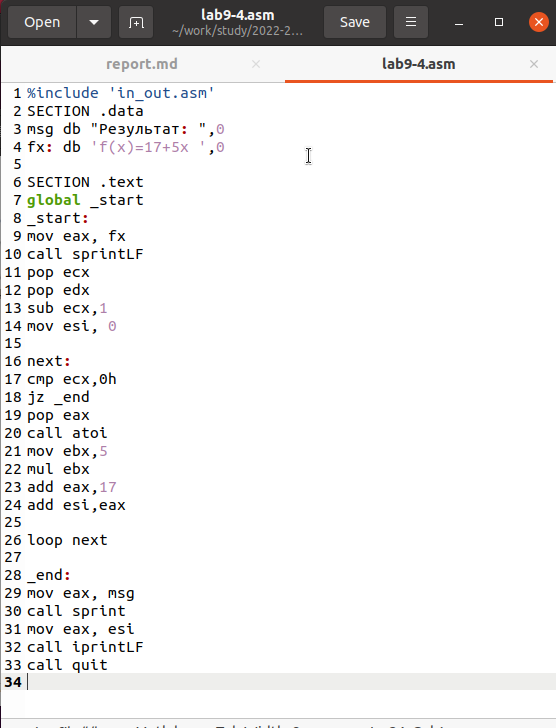 Open
lab9-4.asm
~/work/study/2022-2...
Save
report.md
lab9-4.asm
1 %include 'in_out.asm'
2 SECTION .data
3 msg db "Результат: ",0
4 fx: db 'f(x)=17+5x ',0
5
6 SECTION .text
7 global _start
8 _start:
9 mov eax, fx
10 call sprintLF
11 pop ecx
12 pop edx
13 sub ecx,1
14 mov esi, 0
15
16 next:
17 cmp ecx,0h
18 jz _end
19 pop eax
20 call atoi
21 mov ebx,5
22 mul ebx
23 add eax,17
24 add esi,eax
25
26 loop next
27
28 _end:
29 mov eax, msg
30 call sprint
31 mov eax, esi
32 call iprintLF
33 call quit
34